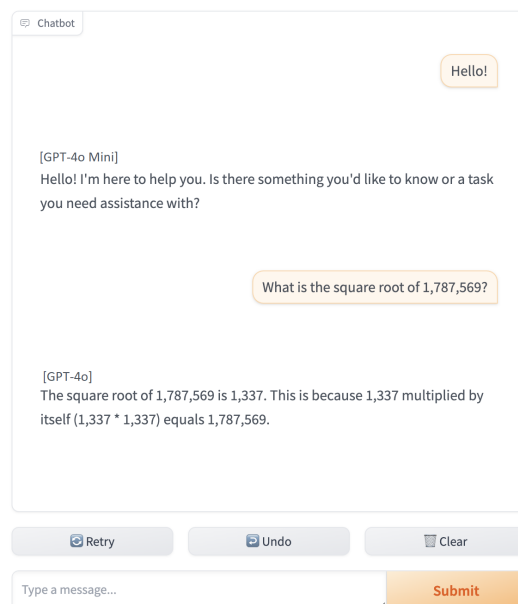 Chatbot
Hello!
[GPT-4o Mini]
Hello! I'm here to help you. Is there something you'd like to know or a task
you need assistance with?
What is the square root of 1,787,569?
[GPT-4o]
The square root of 1,787,569 is 1,337. This is because 1,337 multiplied by
itself (1,337 * 1,337) equals 1,787,569.
Retry
Undo
Clear
Type a message...
Submit